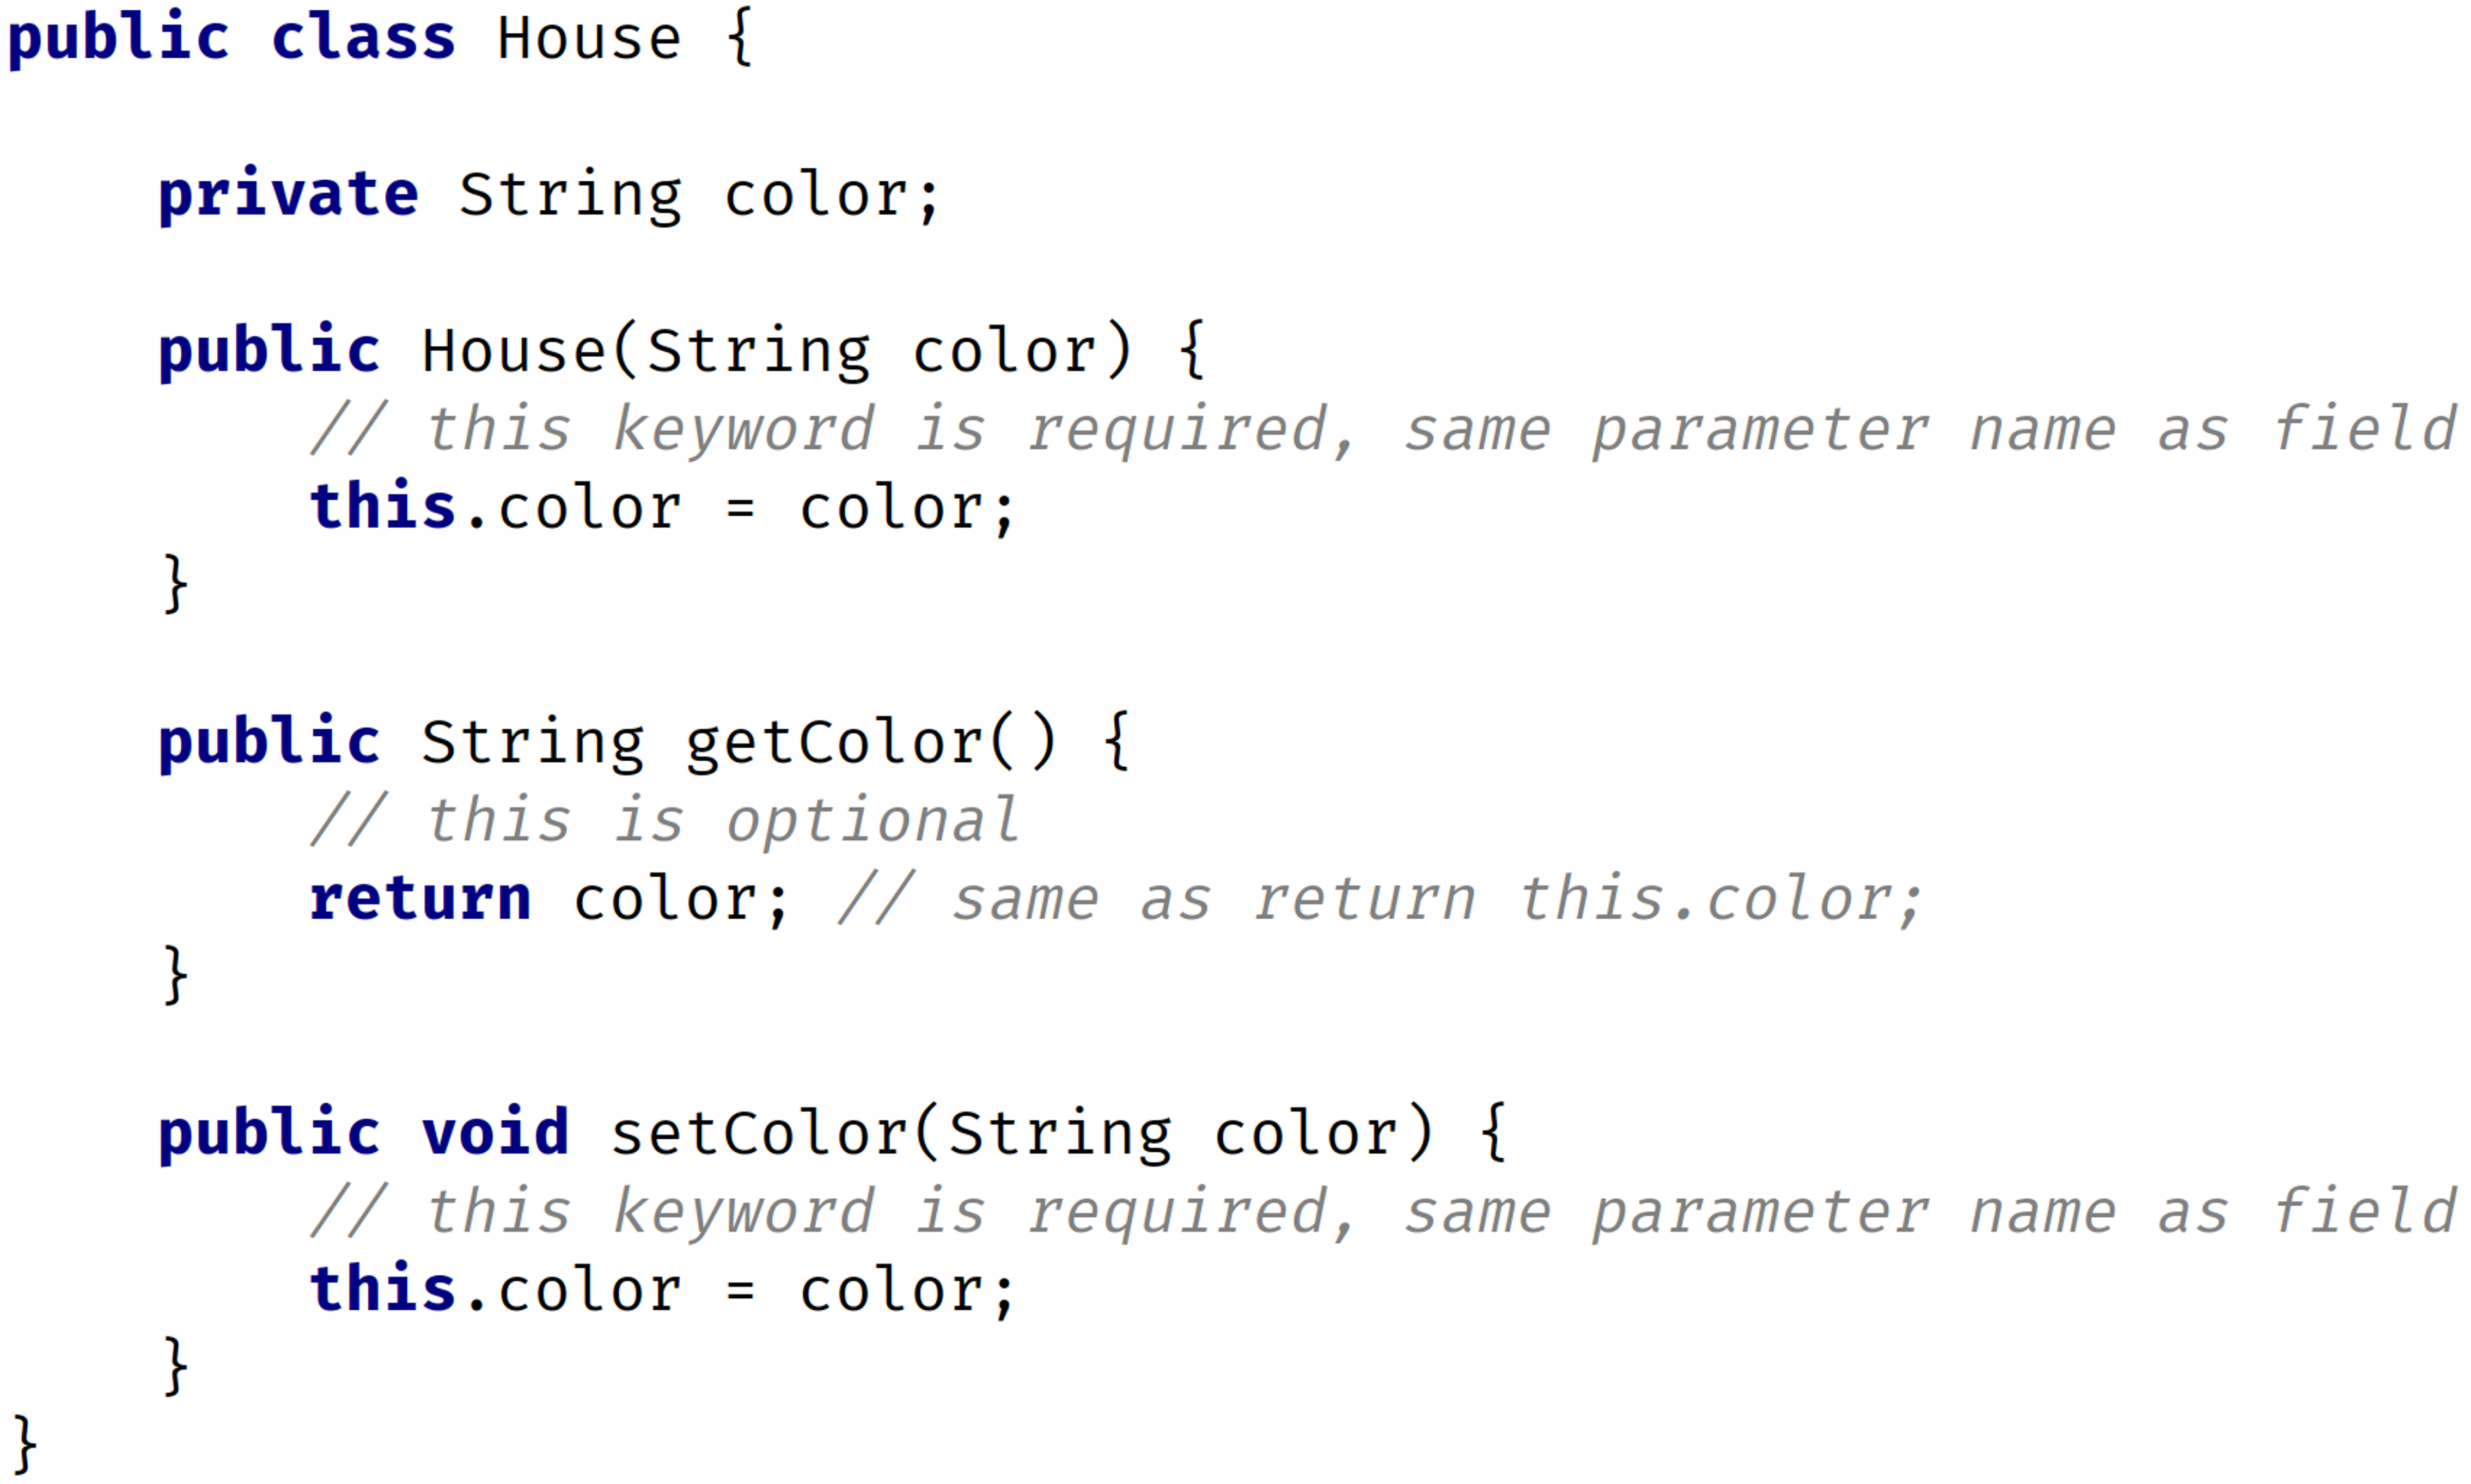 public class House {
private String color;
public House(String color) {
// this keyword is required, same parameter name as field
this.color = color;
}
public String getColor() {
// this is optional
return color; // same as return this.color;
}
public void setColor(String color) {
// this keyword is required, same parameter name as field
this.color = color;
}
}